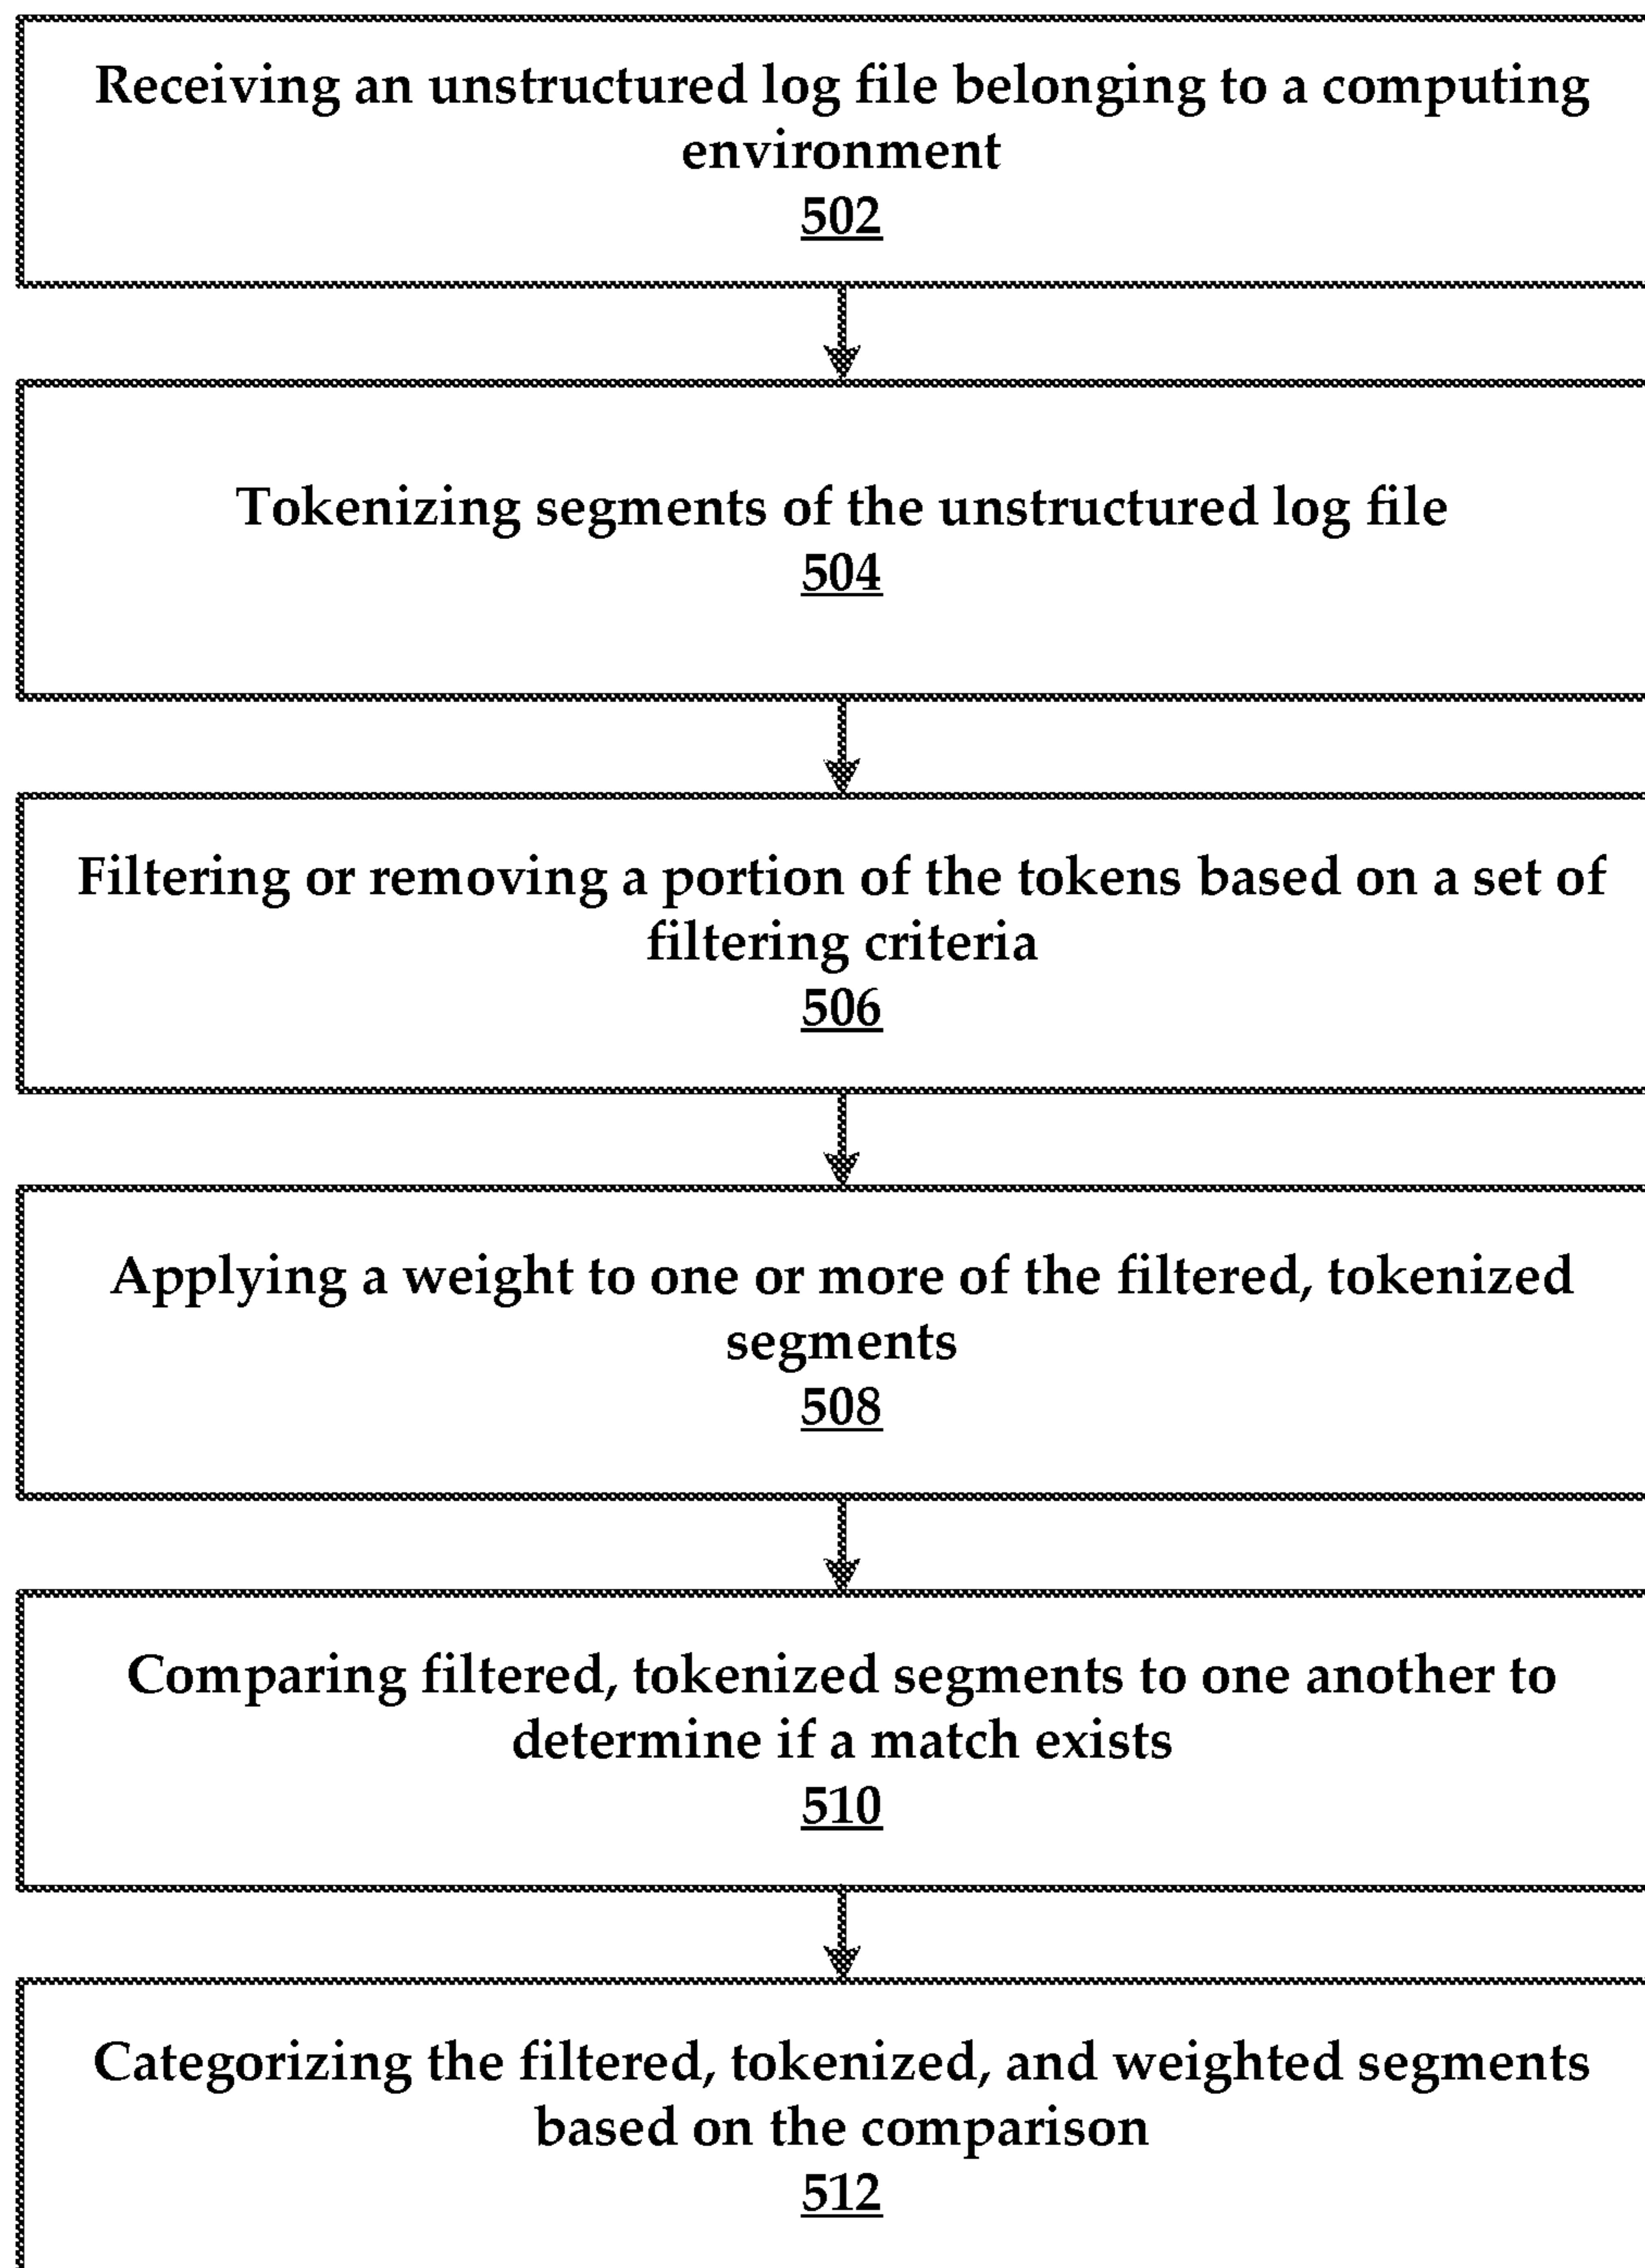 Receiving an unstructured log file belonging to a computing
environment
502
Tokenizing segments of the unstructured log file
504
Filtering or removing a portion of the tokens based on a set of
filtering criteria
506
Applying a weight to one or more of the filtered, tokenized
segments
508
Comparing filtered, tokenized segments to one another to
determine if a match exists
510
Categorizing the filtered, tokenized, and weighted segments
based on the comparison
512